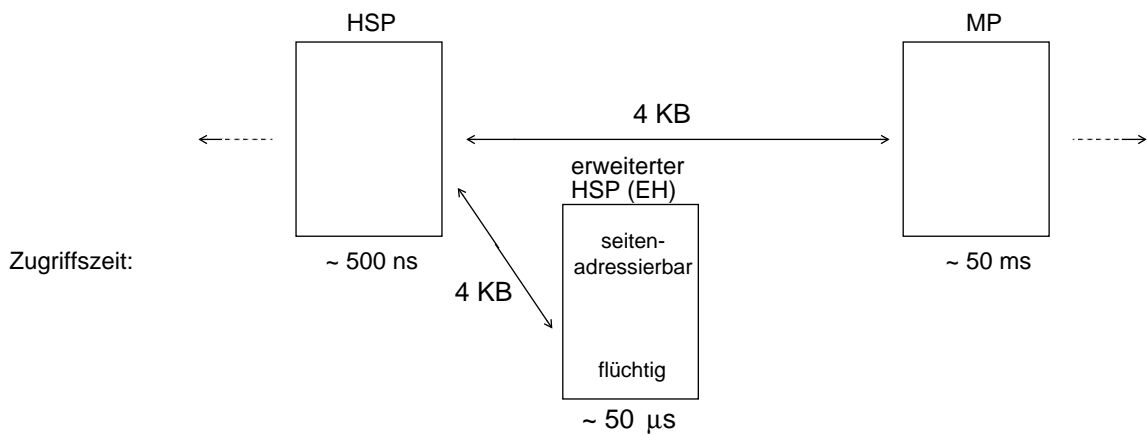 HSP
MP
4 KB
erweiterter
HSP (EH)
seiten-
adressierbar
Zugriffszeit:
~ 500 ns
~ 50 ms
4 KB
flüchtig
~ 50 μs